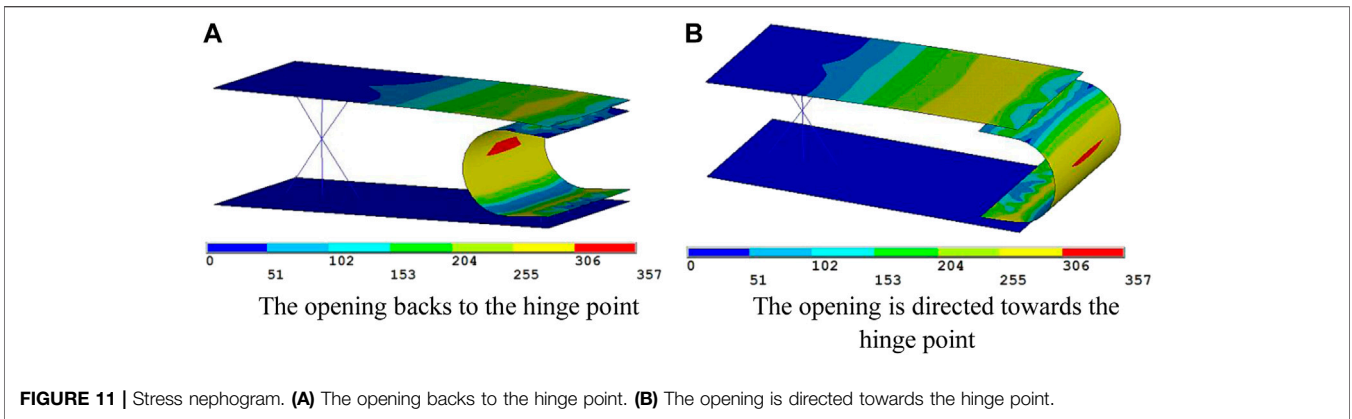 A
B
0 102 204 306
51 153 255 357
0 102 204 306
51 153 255 357
The opening backs to the hinge point
The opening is directed towards the
hinge point
FIGURE 11 | Stress nephogram. (A) The opening backs to the hinge point. (B) The opening is directed towards the hinge point.